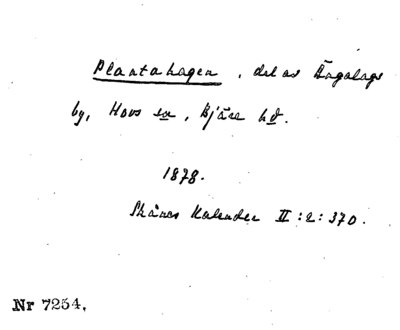 Plantahagen, del av Ängalags
by, Hovs sn, Bjäre hd.
1878.
Skånes Kalender II:2:370.
Nr 7254.